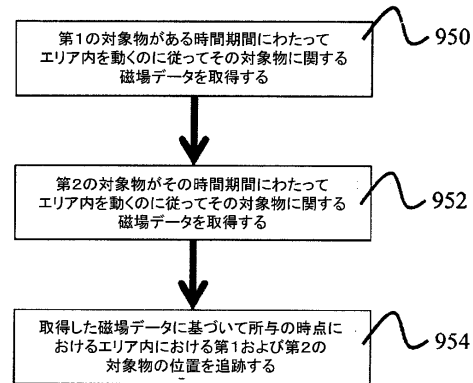 第1の対象物がある時間期間にわたって
エリア内を動くのに従ってその対象物に関する
磁場データを取得する
950
第2の対象物がその時間期間にわたって
エリア内を動くのに従ってその対象物に関する
磁場データを取得する
952
取得した磁場データに基づいて所与の時点に
おけるエリア内における第1および第2の
対象物の位置を追跡する
954